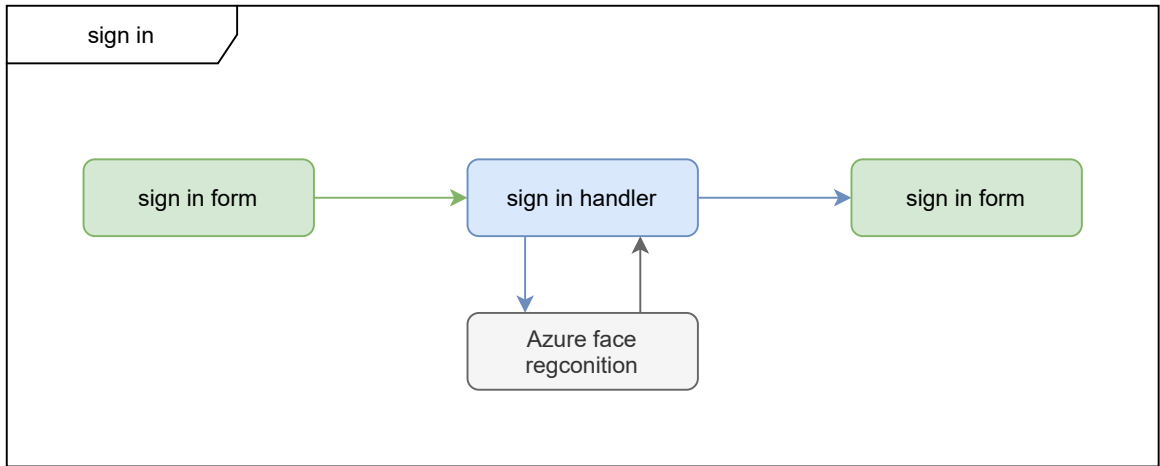 sign in
sign in form
sign in handler
sign in form
Azure face
regconition